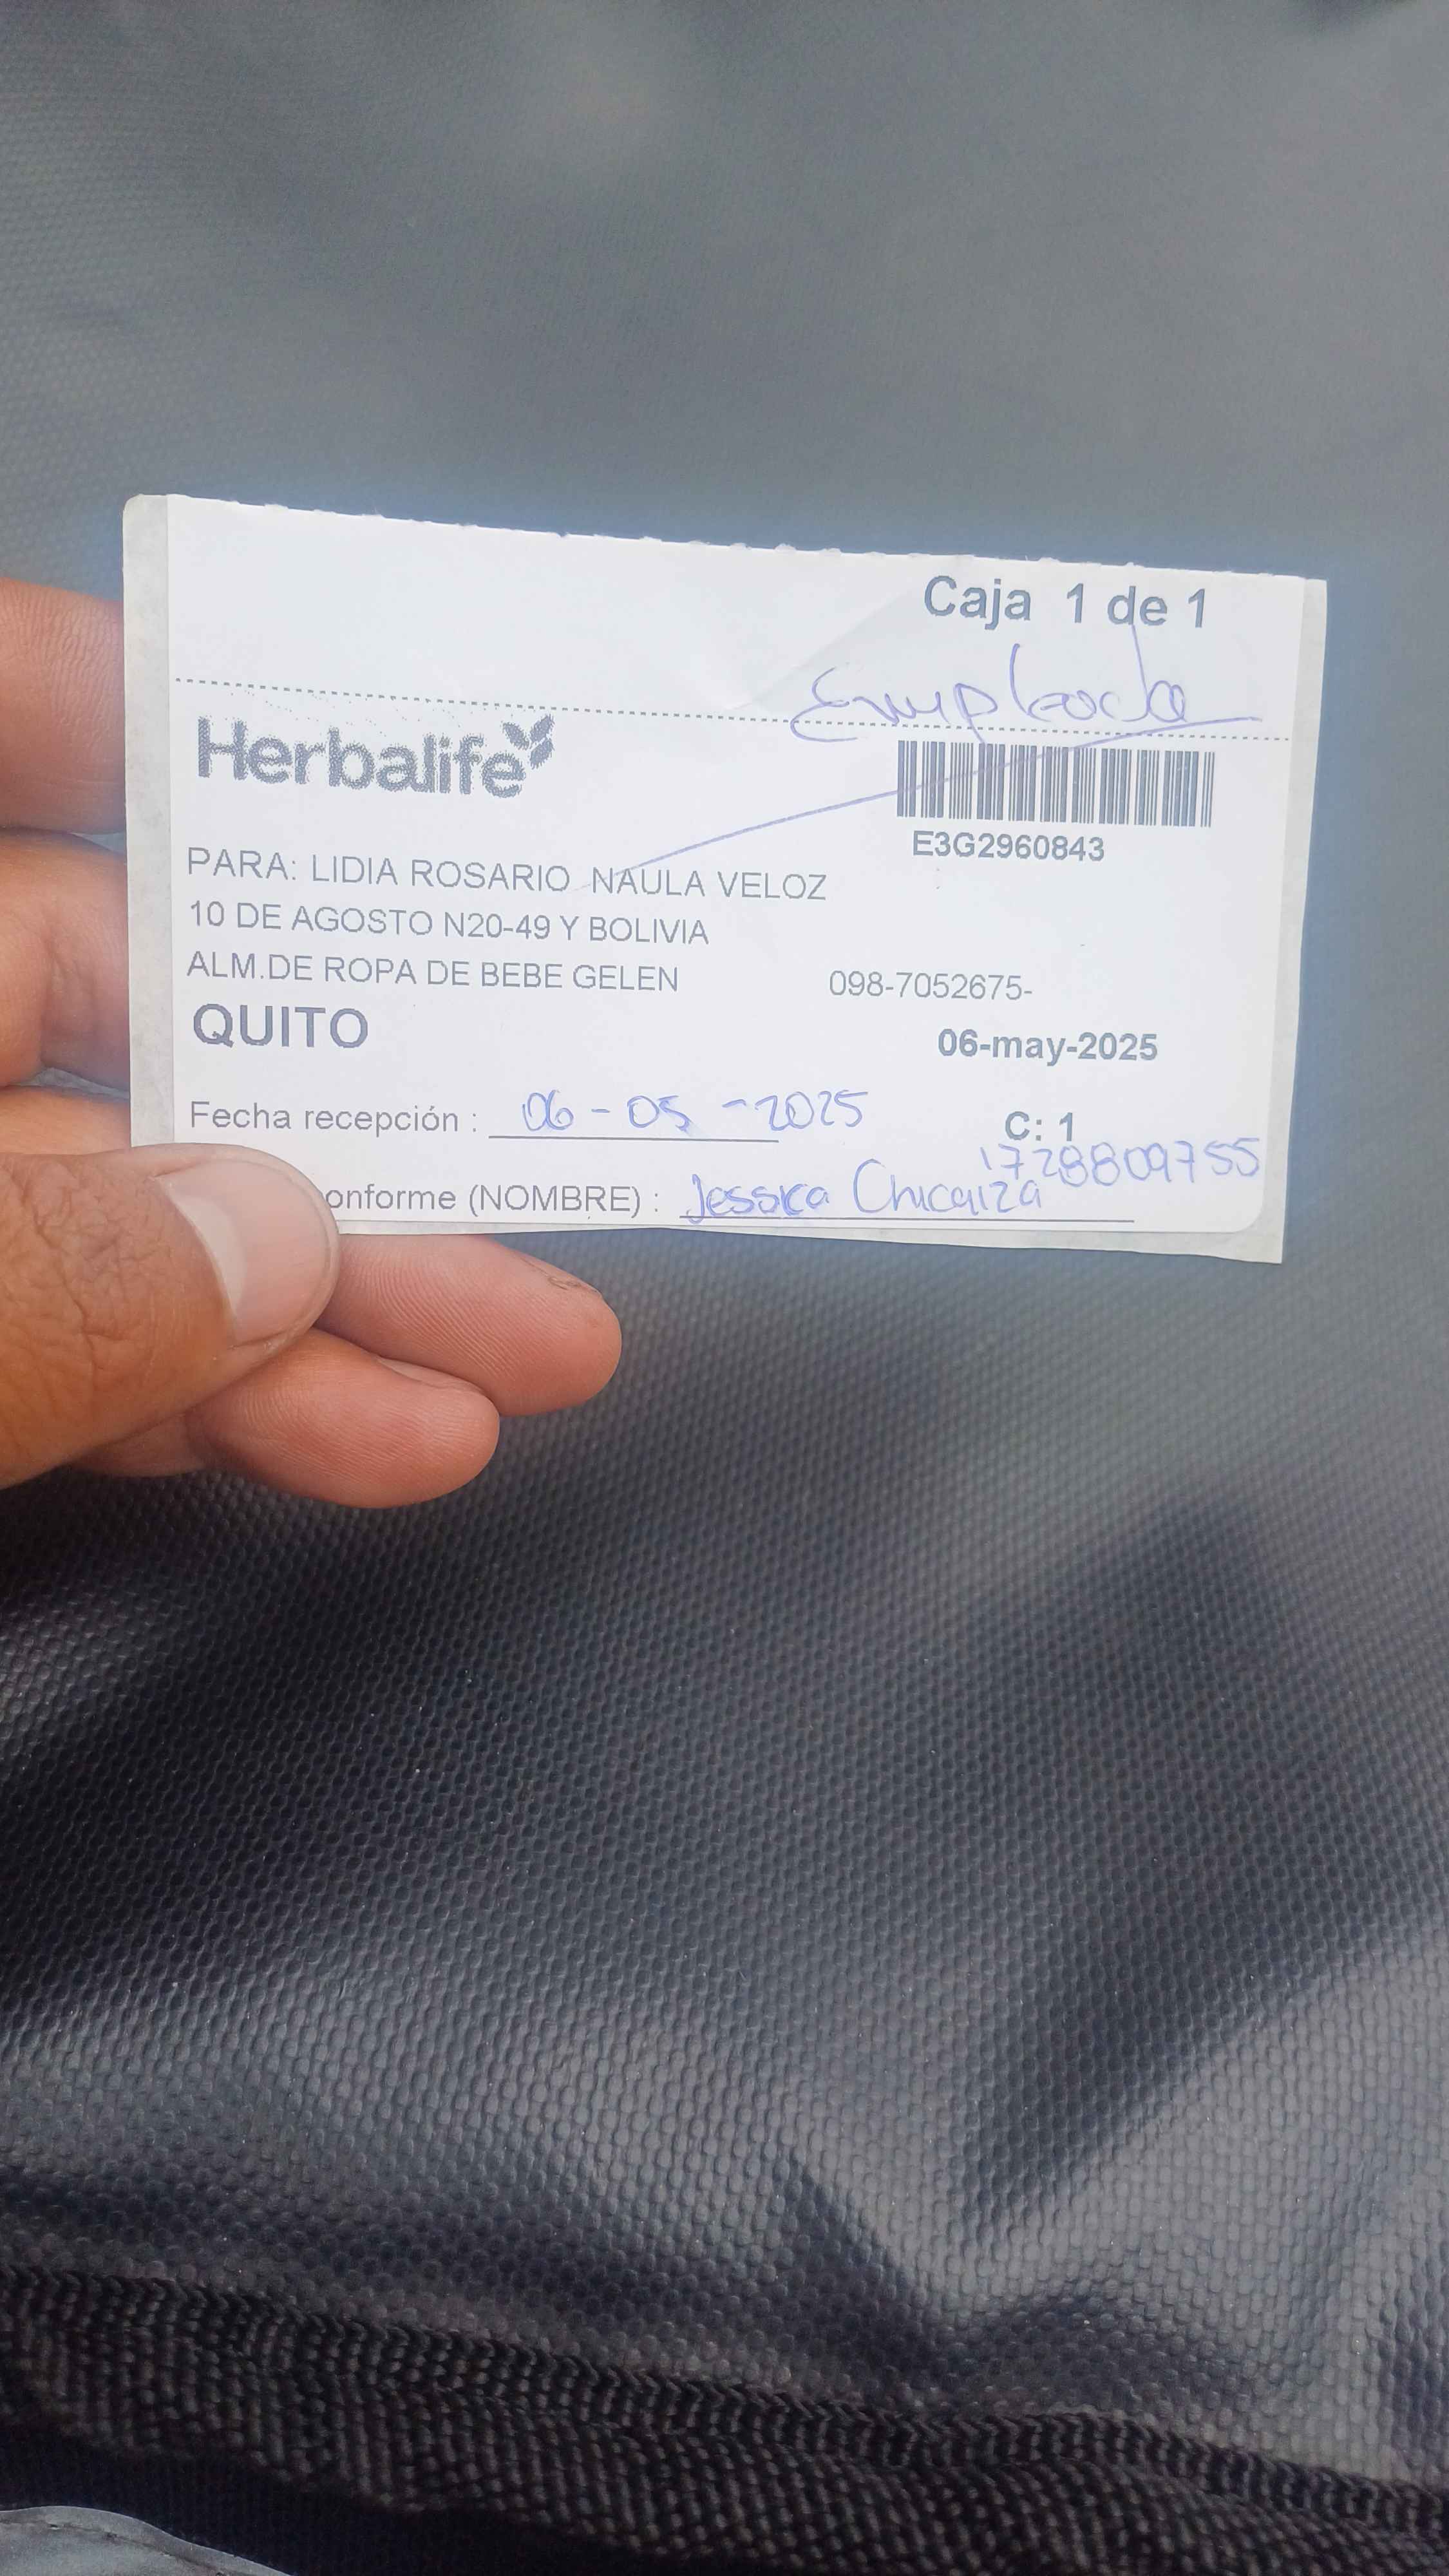 Caja 1 de 1
Empleada
Herbalife
E3G2960843
PARA: LIDIA ROSARIO NAULA VELOZ
10 DE AGOSTO N20-49 Y BOLIVIA
ALM.DE ROPA DE BEBE GELEN 098-7052675-
QUITO 06-may-2025
Fecha recepción : 06-05-2025 C: 1
1728809755
onforme (NOMBRE) : Jessica Chicaiza